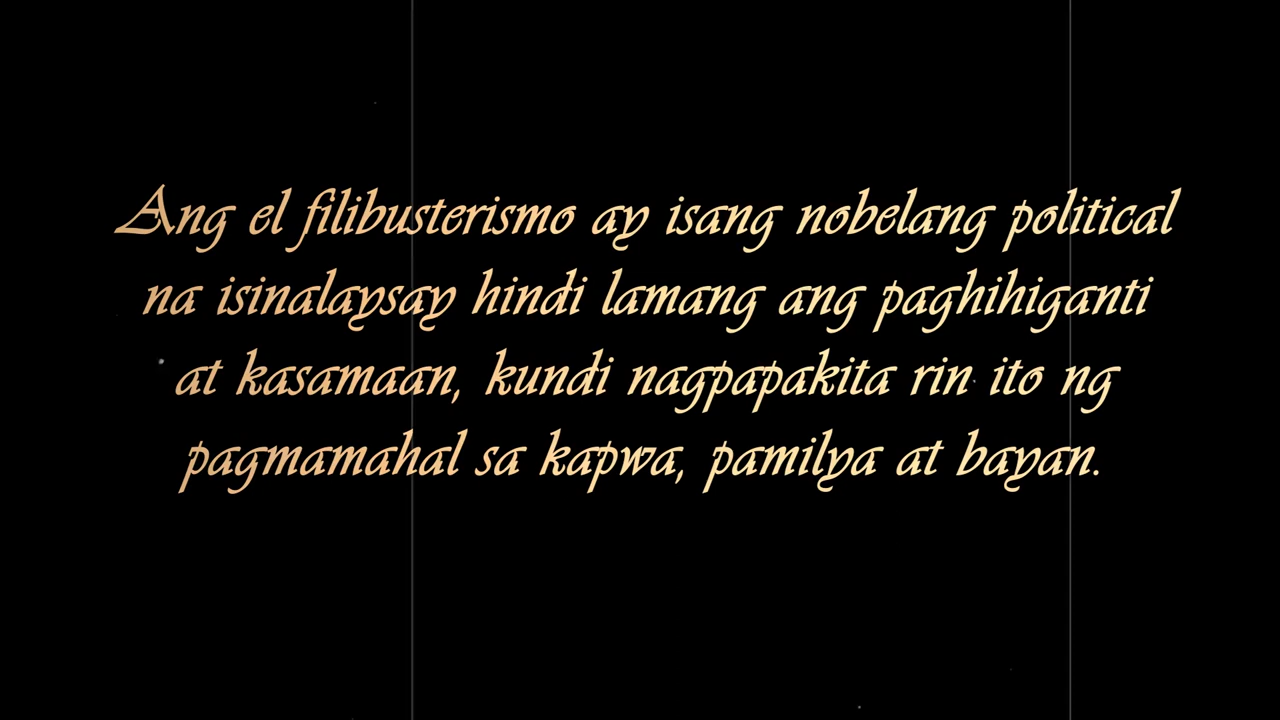 Ang el filibusterismo ay isang nobelang political
na isinalaysay hindi lamang ang paghihiganti
at kasamaan, kundi nagpapakita rin ito ng
pagmamahal sa kapwa, pamilya at bayan.